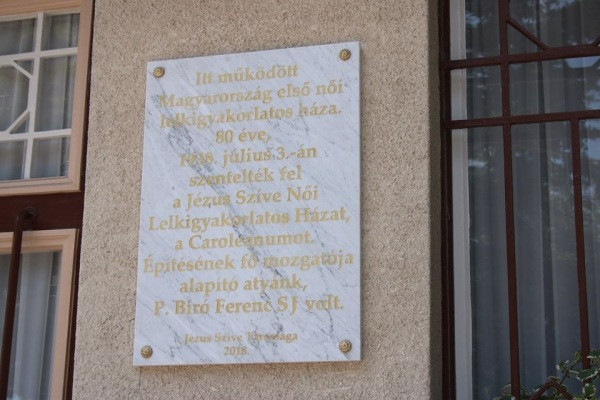 Itt működött
Magyarország első női
lelkigyakorlatos háza.
80 éve,
1938. július 3.-án
szentelték fel
a Jézus Szíve Női
Lelkigyakorlatos Házat,
a Caroleanumot.
Építésének fő mozgatója
alapító atyánk,
P. Bíró Ferenc SJ volt.
Jézus Szíve Társasága
2018.